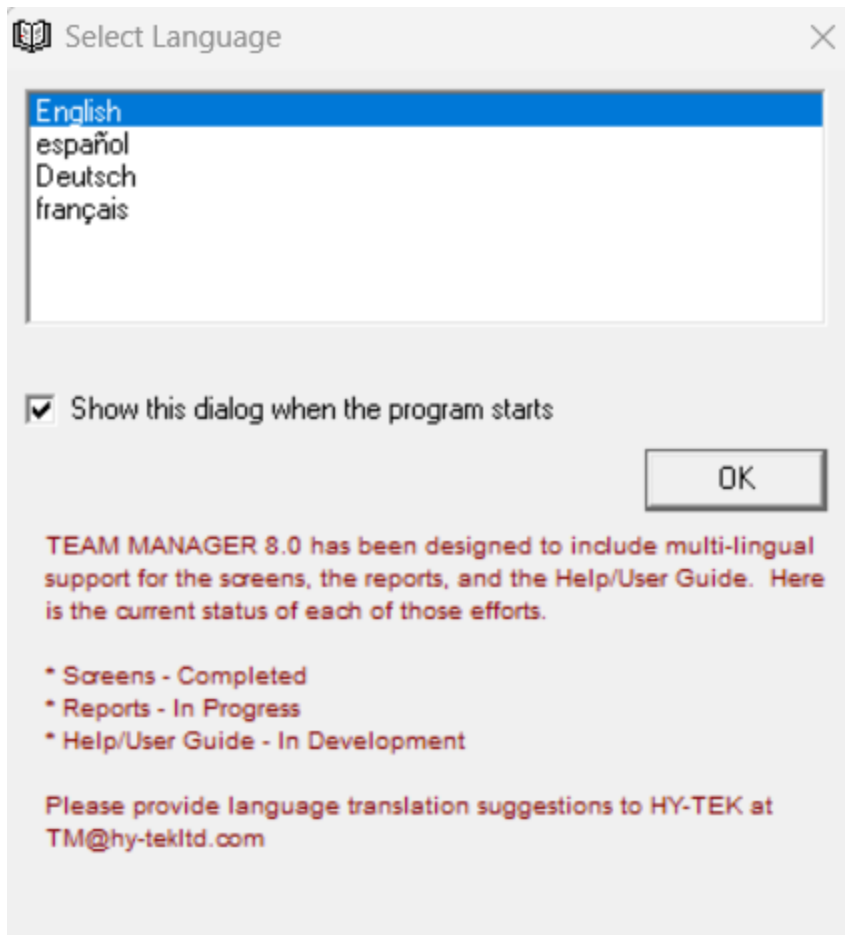 Select Language
English
español
Deutsch
français
Show this dialog when the program starts
OK
TEAM MANAGER 8.0 has been designed to include multi-lingual
support for the screens, the reports, and the Help/User Guide.  Here
is the current status of each of those efforts.
* Screens - Completed
* Reports - In Progress
* Help/User Guide - In Development
Please provide language translation suggestions to HY-TEK at
TM@hy-tekltd.com